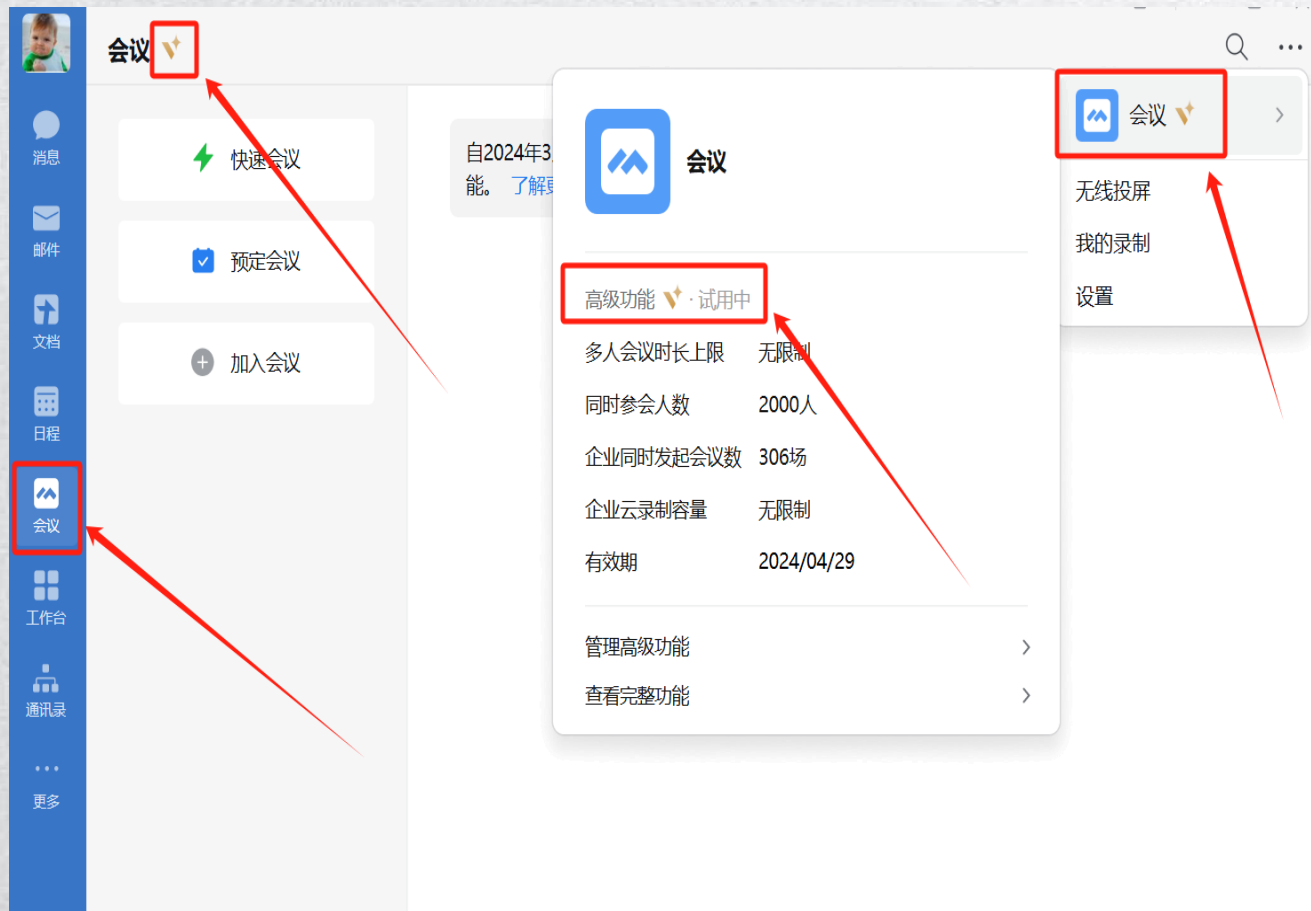 会议
消息
邮件
文档
日程
会议
工作台
通讯录
更多
快速会议
预定会议
加入会议
自2024年3
能。 了解
会议
高级功能 · 试用中
多人会议时长上限 无限制
同时参会人数 2000人
企业同时发起会议数 306场
企业云录制容量 无限制
有效期 2024/04/29
管理高级功能
查看完整功能
会议
无线投屏
我的录制
设置